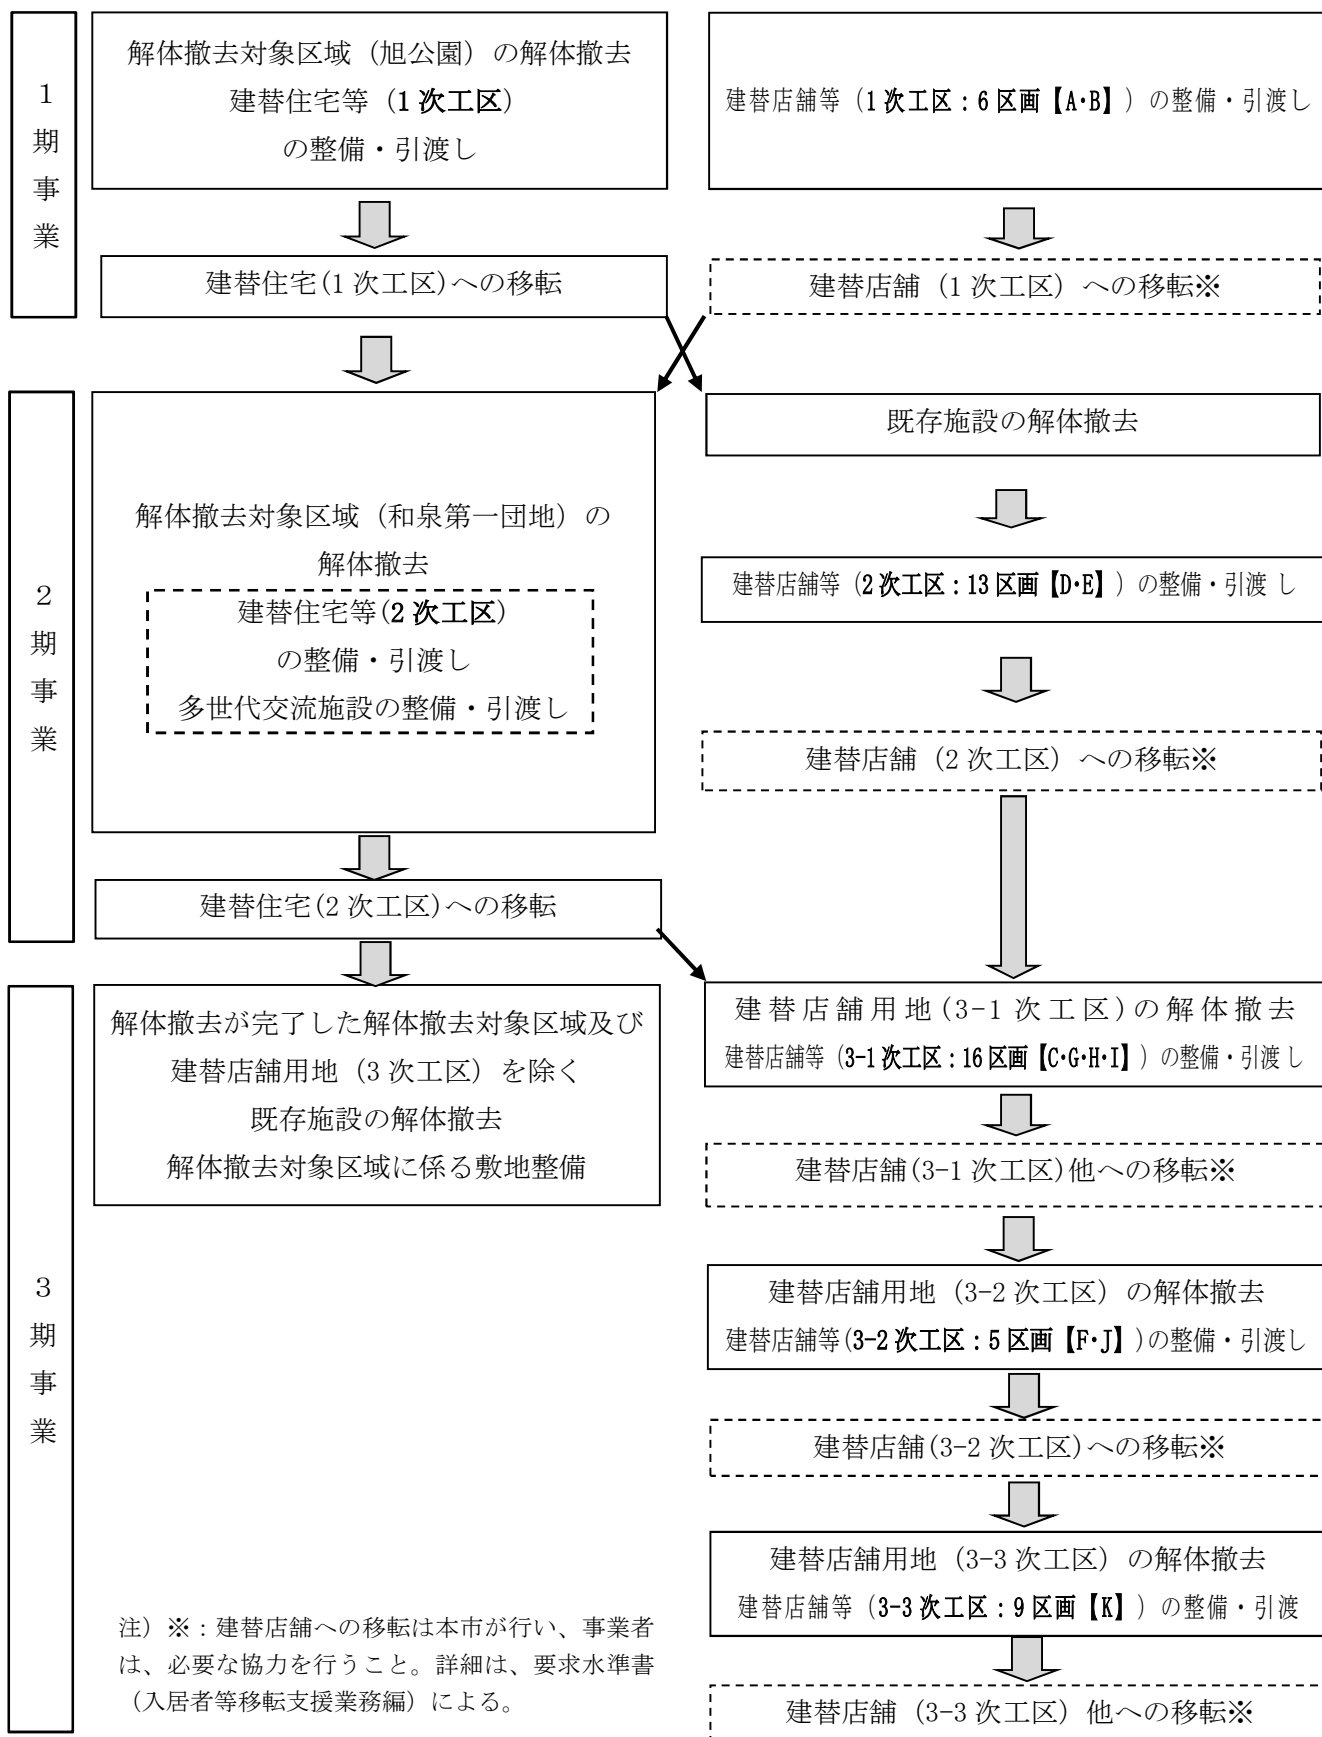 1期事業
解体撤去対象区域（旭公園）の解体撤去
建替住宅等（1次工区）
の整備・引渡し
建替店舗等（1次工区：6区画【A・B】）の整備・引渡し
建替住宅(1次工区)への移転
建替店舗（1次工区）への移転※
2期事業
解体撤去対象区域（和泉第一団地）の
解体撤去
建替住宅等(2次工区)
の整備・引渡し
多世代交流施設の整備・引渡し
既存施設の解体撤去
建替店舗等（2次工区：13区画【D・E】）の整備・引渡 し
建替店舗（2次工区）への移転※
建替住宅(2次工区)への移転
3期事業
解体撤去が完了した解体撤去対象区域及び
建替店舗用地（3次工区）を除く
既存施設の解体撤去
解体撤去対象区域に係る敷地整備
建替店舗用地(3-1次工区)の解体撤去
建替店舗等（3-1次工区：16区画【C・G・H・I】）の整備・引渡し
建替店舗(3-1次工区)他への移転※
建替店舗用地（3-2次工区）の解体撤去
建替店舗等(3-2次工区：5区画【F・J】)の整備・引渡し
建替店舗(3-2次工区)への移転※
建替店舗用地（3-3次工区）の解体撤去
建替店舗等（3-3次工区：9区画【K】）の整備・引渡
建替店舗（3-3次工区）他への移転※
注）※：建替店舗への移転は本市が行い、事業者
は、必要な協力を行うこと。詳細は、要求水準書
（入居者等移転支援業務編）による。